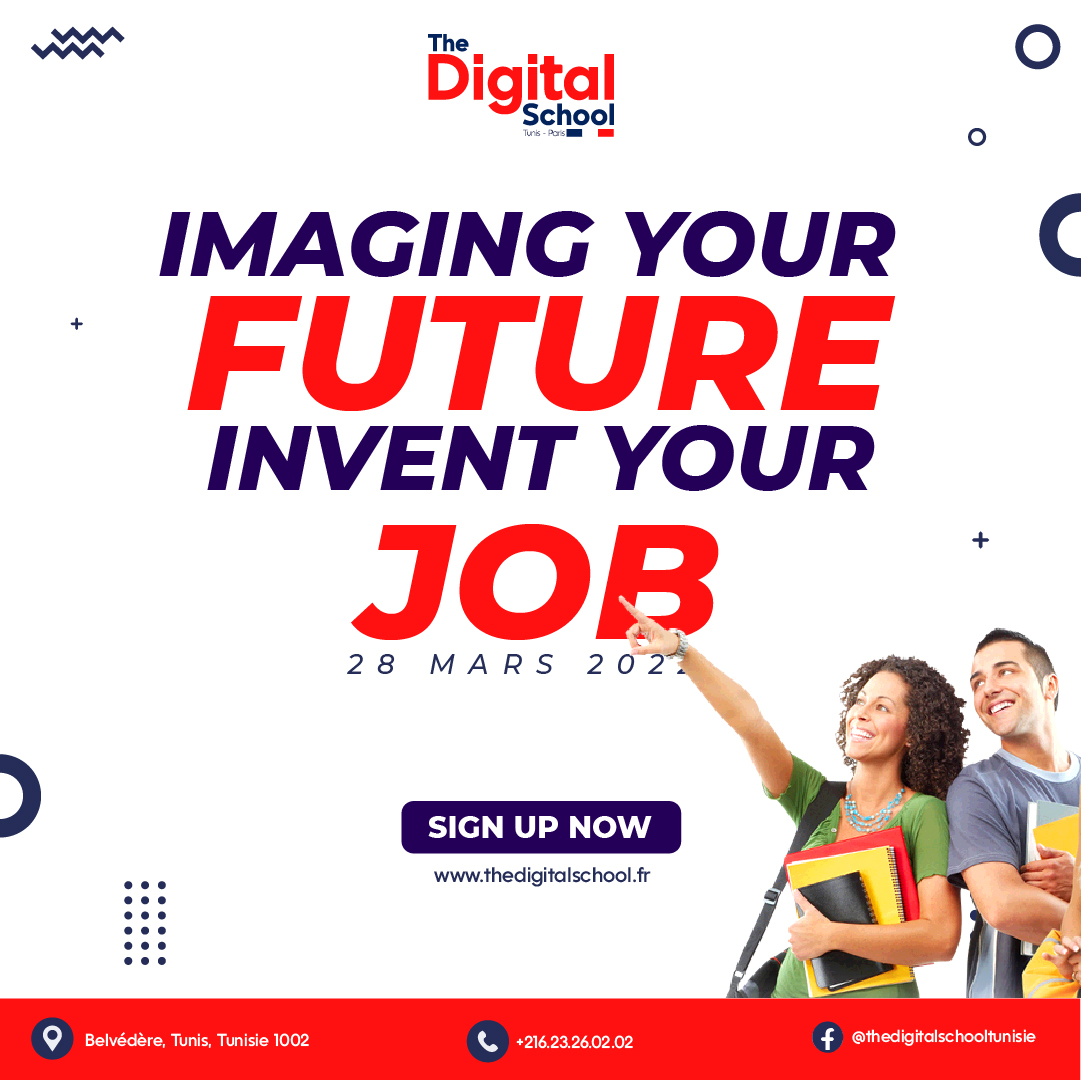 The
Digital
School
Tunis - Paris
IMAGING YOUR
FUTURE
INVENT YOUR
JOB
28 MARS 2022
SIGN UP NOW
www.thedigitalschool.fr
Belvédère, Tunis, Tunisie 1002
+216.23.26.02.02
@thedigitalschooltunisie